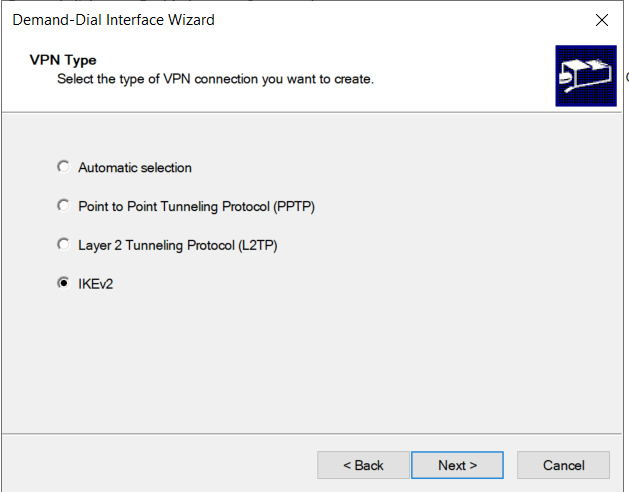 Demand-Dial Interface Wizard
VPN Type
Select the type of VPN connection you want to create.
Automatic selection
Point to Point Tunneling Protocol (PPTP)
Layer 2 Tunneling Protocol (L2TP)
IKEv2
< Back
Next >
Cancel